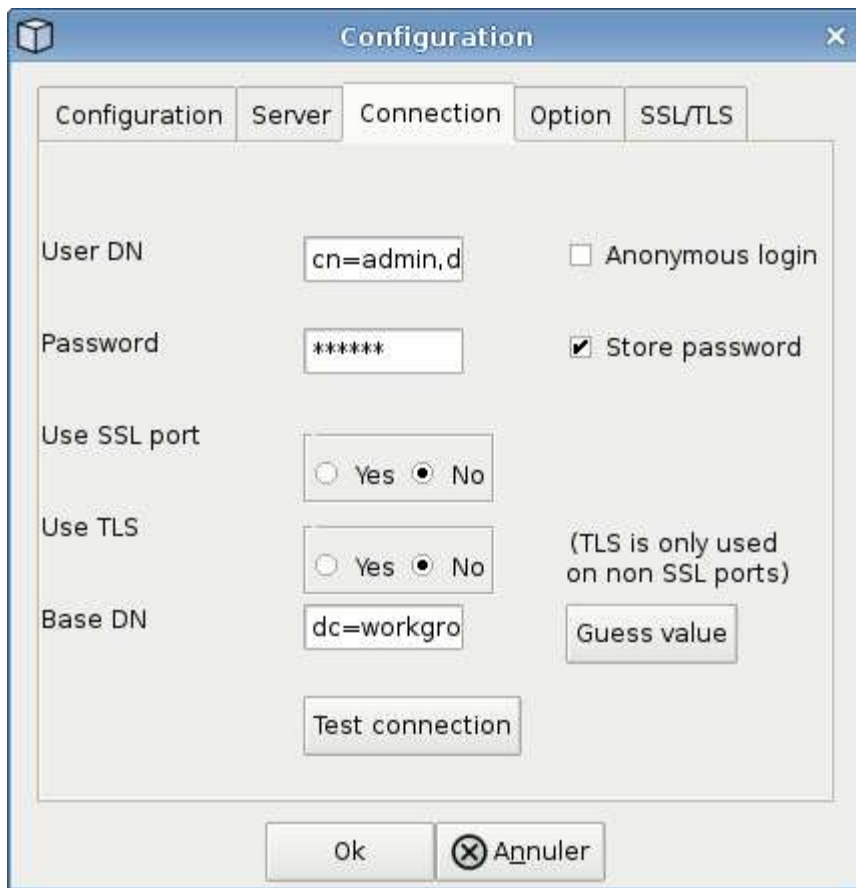 Configuration
Configuration Server Connection Option SSL/TLS
User DN cn=admin,d Anonymous login
Password ****** Store password
Use SSL port
Yes No
Use TLS
Yes No
(TLS is only used
on non SSL ports)
Base DN dc=workgro Guess value
Test connection
Ok Annuler